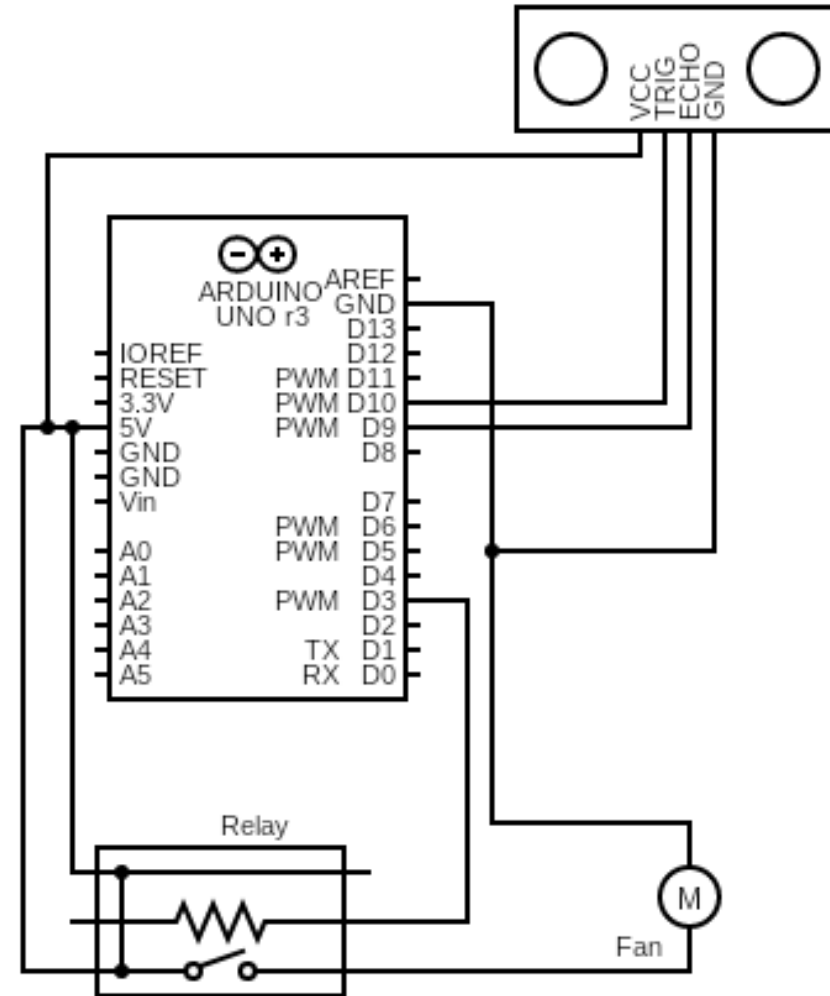 VCC
TRIG
ECHO
GND
ARDUINO
UNO r3
AREF
GND
D13
IOREF D12
RESET PWM D11
3.3V PWM D10
5V PWM D9
GND D8
GND
Vin D7
PWM D6
A0 PWM D5
A1 D4
A2 PWM D3
A3 D2
A4 TX D1
A5 RX D0
Relay
M
Fan